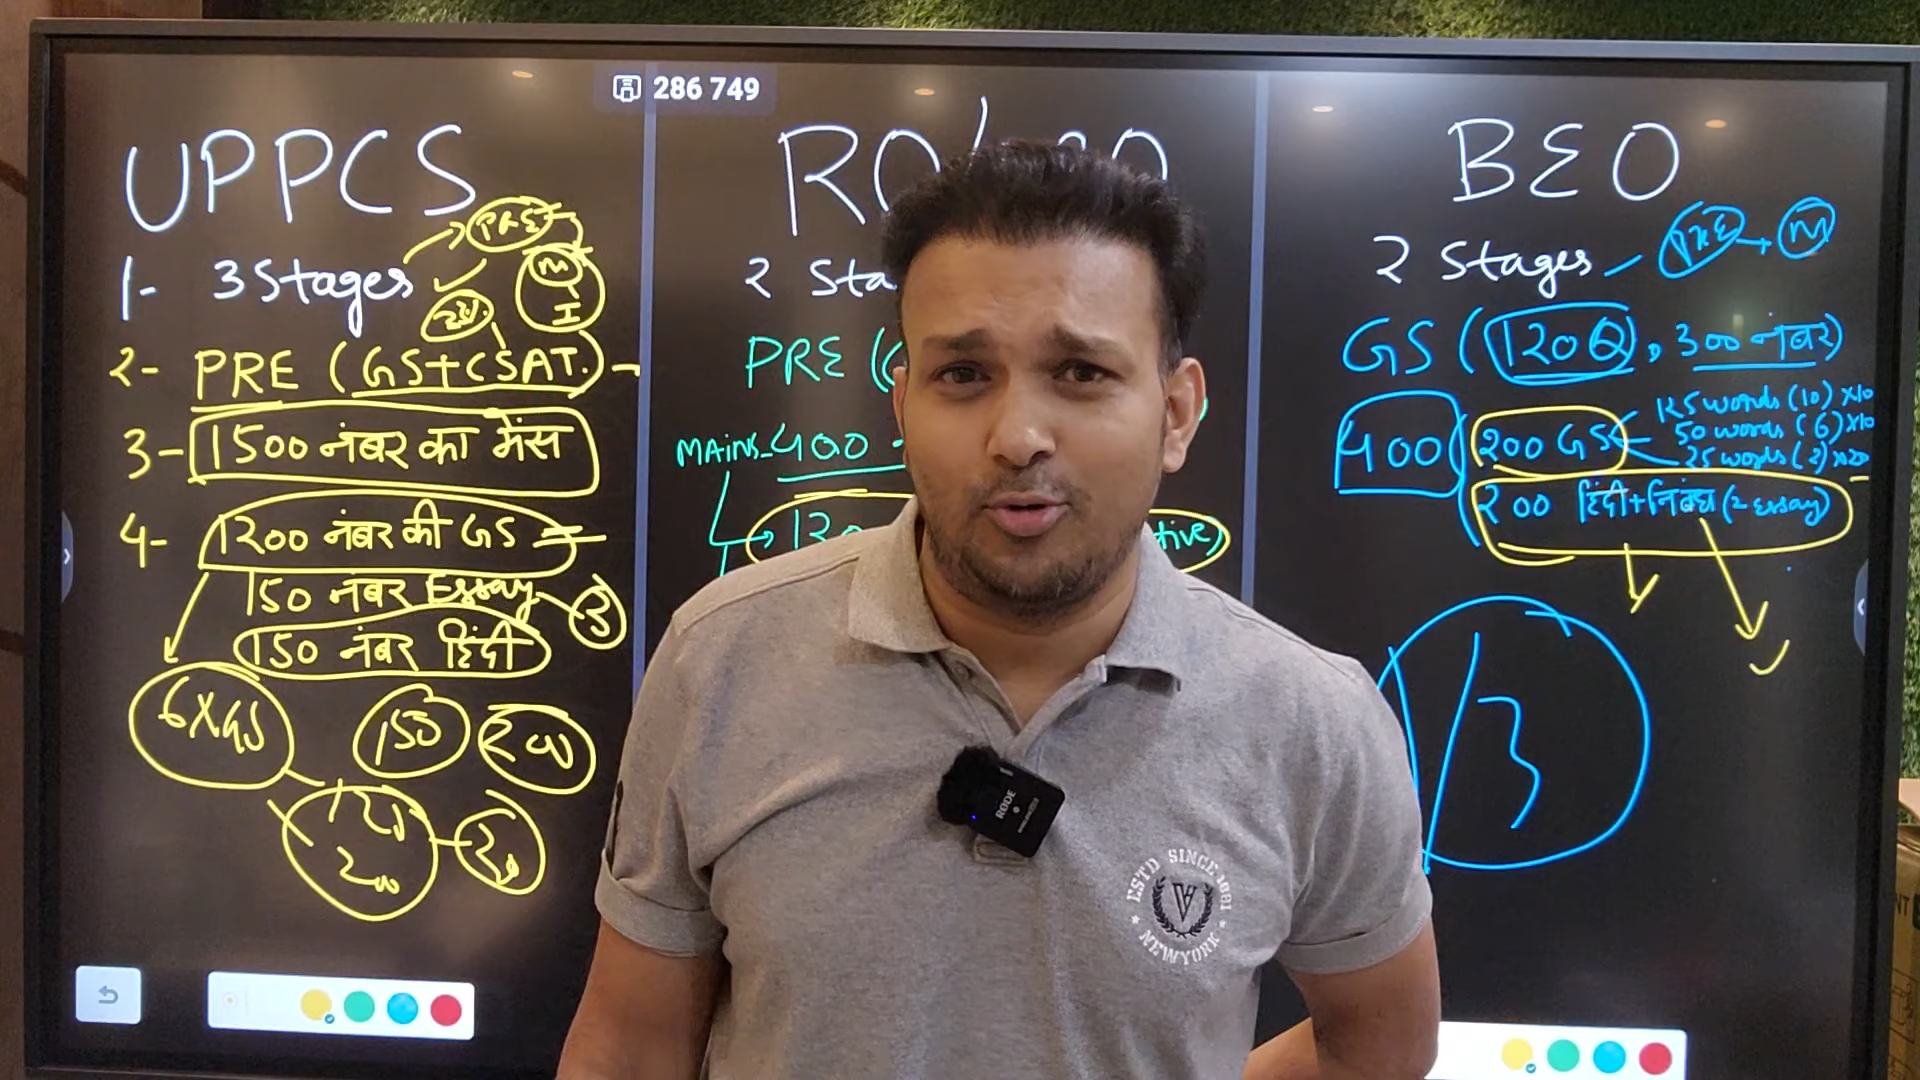 286 749
UPPCS
1- 3 Stages
PRE
M
I
2- PRE (GS+CSAT.) -
3- 1500 नंबर का मेंस
4- 1200 नंबर की GS
150 नंबर Essay - 3
150 नंबर हिंदी
6XGS
150
200
200
RO/
2 Sta
PRE (
MAINS-400
tive)
BEO
2 Stages - PRE → M
GS (120Q, 300 नंबर)
400
200 GS
125 words (10) x10
50 words (6) x10
25 words (2) x20
200 हिंदी+निबंध (2 Essay)
RODE
ESTD SINCE 1981
NEWYORK